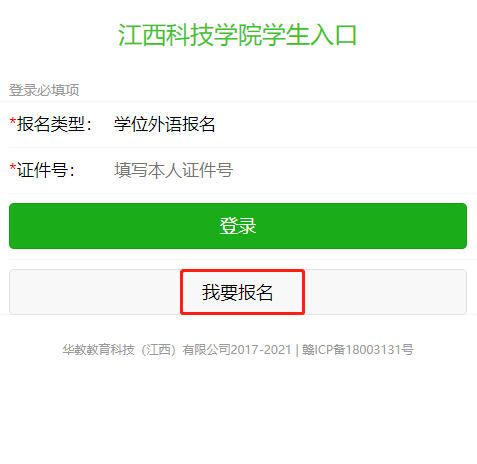 江西科技学院学生入口
登录必填项
*报名类型： 学位外语报名
*证件号： 填写本人证件号
登录
我要报名
华教教育科技（江西）有限公司2017-2021 | 赣ICP备18003131号